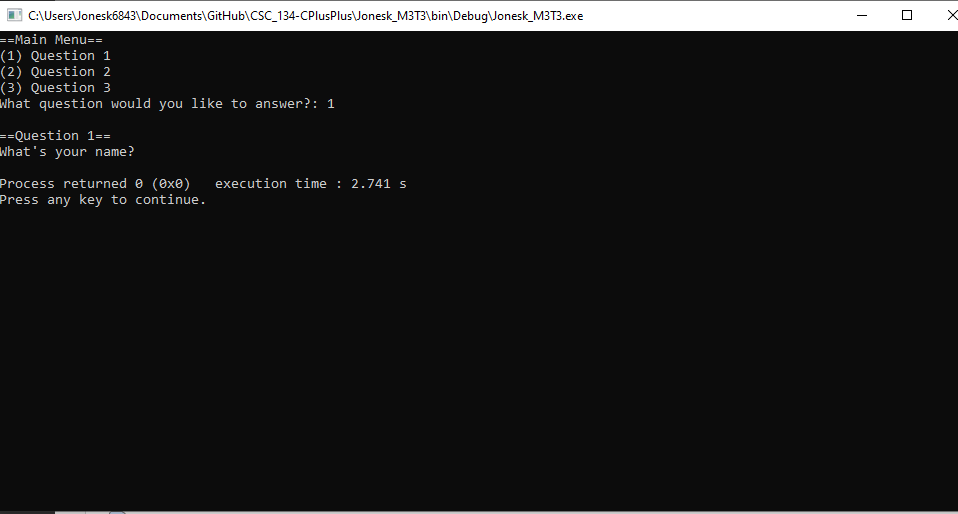 C:\Users\Jonesk6843\Documents\GitHub\CSC_134-CPlusPlus\Jonesk_M3T3\bin\Debug\Jonesk_M3T3.exe
==Main Menu==
(1) Question 1
(2) Question 2
(3) Question 3
What question would you like to answer?: 1
==Question 1==
What's your name?
Process returned 0 (0x0)   execution time : 2.741 s
Press any key to continue.